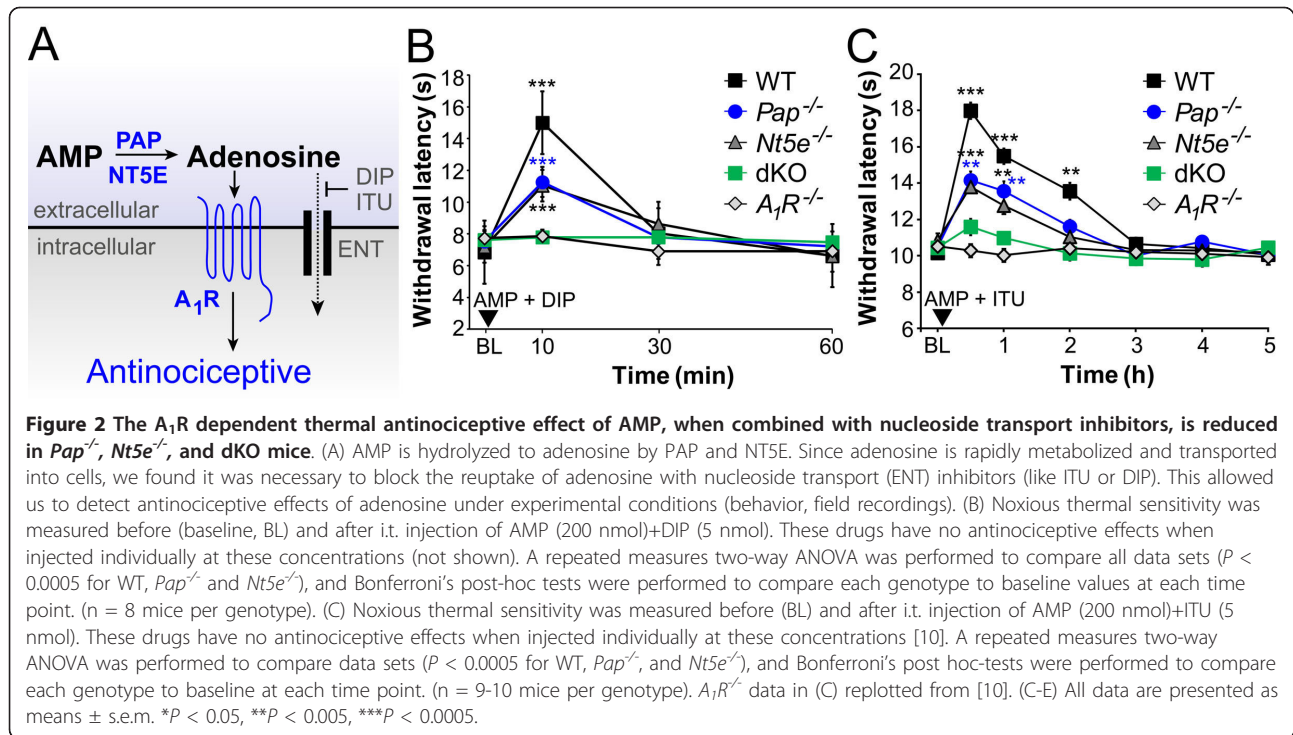 A
AMP
PAP
NT5E
Adenosine
DIP
ITU
extracellular
intracellular
ENT
A₁R
Antinociceptive
B
Withdrawal latency (s)
18
16
14
12
10
8
6
4
2
***
***
***
WT
Pap⁻/⁻
Nt5e⁻/⁻
dKO
A₁R⁻/⁻
AMP + DIP
BL 10 30 60
Time (min)
C
Withdrawal latency (s)
20
18
16
14
12
10
8
6
***
***
***
**
**
**
**
WT
Pap⁻/⁻
Nt5e⁻/⁻
dKO
A₁R⁻/⁻
AMP + ITU
BL 1 2 3 4 5
Time (h)
Figure 2 The A₁R dependent thermal antinociceptive effect of AMP, when combined with nucleoside transport inhibitors, is reduced
in Pap⁻/⁻, Nt5e⁻/⁻, and dKO mice. (A) AMP is hydrolyzed to adenosine by PAP and NT5E. Since adenosine is rapidly metabolized and transported
into cells, we found it was necessary to block the reuptake of adenosine with nucleoside transport (ENT) inhibitors (like ITU or DIP). This allowed
us to detect antinociceptive effects of adenosine under experimental conditions (behavior, field recordings). (B) Noxious thermal sensitivity was
measured before (baseline, BL) and after i.t. injection of AMP (200 nmol)+DIP (5 nmol). These drugs have no antinociceptive effects when
injected individually at these concentrations (not shown). A repeated measures two-way ANOVA was performed to compare all data sets (P <
0.0005 for WT, Pap⁻/⁻ and Nt5e⁻/⁻), and Bonferroni's post-hoc tests were performed to compare each genotype to baseline values at each time
point. (n = 8 mice per genotype). (C) Noxious thermal sensitivity was measured before (BL) and after i.t. injection of AMP (200 nmol)+ITU (5
nmol). These drugs have no antinociceptive effects when injected individually at these concentrations [10]. A repeated measures two-way
ANOVA was performed to compare data sets (P < 0.0005 for WT, Pap⁻/⁻, and Nt5e⁻/⁻), and Bonferroni's post hoc-tests were performed to compare
each genotype to baseline at each time point. (n = 9-10 mice per genotype). A₁R⁻/⁻ data in (C) replotted from [10]. (C-E) All data are presented as
means ± s.e.m. *P < 0.05, **P < 0.005, ***P < 0.0005.